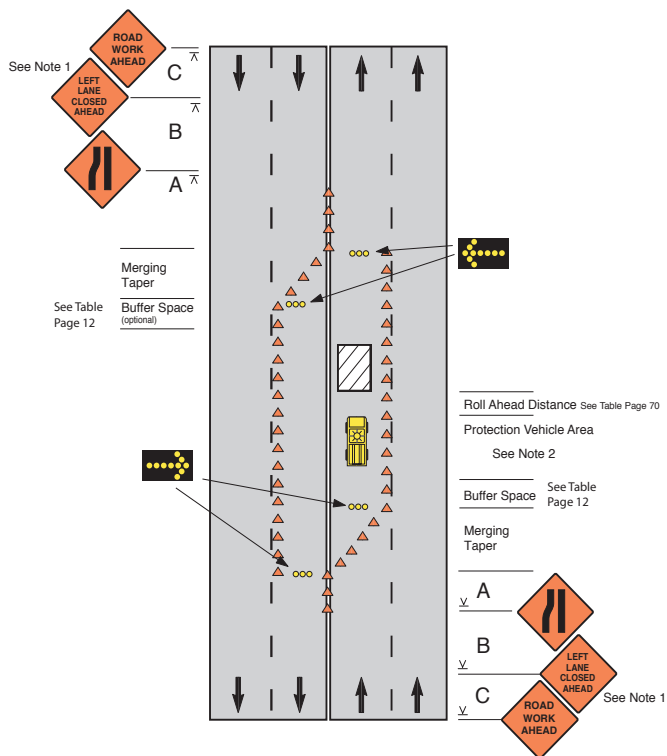 ROAD
WORK
AHEAD
See Note 1
LEFT
LANE
CLOSED
AHEAD
C
B
A
Merging
Taper
See Table
Page 12
Buffer Space
(optional)
Roll Ahead Distance See Table Page 70
Protection Vehicle Area
See Note 2
Buffer Space
See Table
Page 12
Merging
Taper
A
B
C
LEFT
LANE
CLOSED
AHEAD
See Note 1
ROAD
WORK
AHEAD